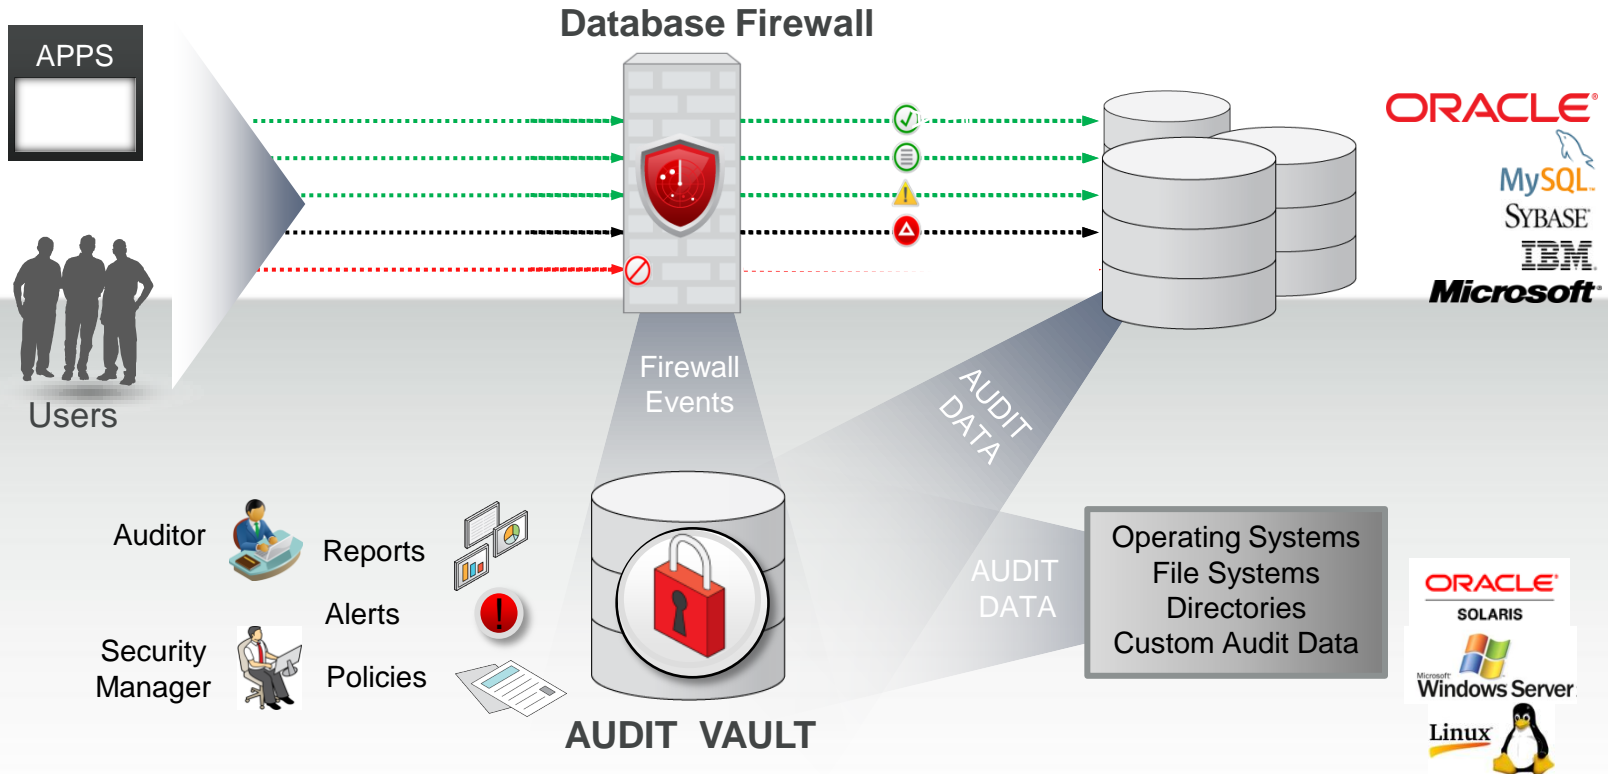 Database Firewall
APPS
Users
ORACLE®
MySQL
SYBASE
IBM
Microsoft
Firewall
Events
AUDIT
DATA
AUDIT
DATA
Auditor
Reports
Alerts
Security
Manager
Policies
AUDIT VAULT
Operating Systems
File Systems
Directories
Custom Audit Data
ORACLE
SOLARIS
Microsoft
Windows Server
Linux